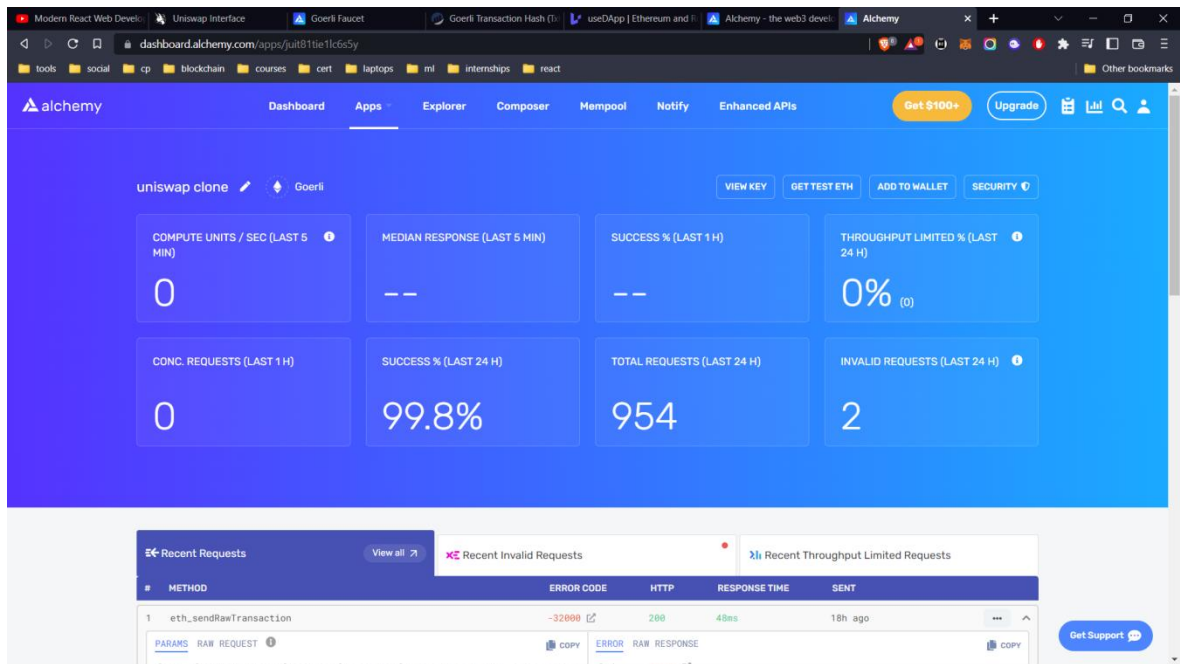 Modern React Web Develo
Uniswap Interface
Goerli Faucet
Goerli Transaction Hash (Tx
useDApp | Ethereum and R
Alchemy - the web3 develo
Alchemy
dashboard.alchemy.com/apps/juit81tie1lc6s5y
tools social cp blockchain courses cert laptops ml internships react Other bookmarks
alchemy Dashboard Apps Explorer Composer Mempool Notify Enhanced APIs Get $100+ Upgrade
uniswap clone Goerli VIEW KEY GET TEST ETH ADD TO WALLET SECURITY
COMPUTE UNITS / SEC (LAST 5 MIN)
0
MEDIAN RESPONSE (LAST 5 MIN)
--
SUCCESS % (LAST 1 H)
--
THROUGHPUT LIMITED % (LAST 24 H)
0% (0)
CONC. REQUESTS (LAST 1 H)
0
SUCCESS % (LAST 24 H)
99.8%
TOTAL REQUESTS (LAST 24 H)
954
INVALID REQUESTS (LAST 24 H)
2
Recent Requests View all Recent Invalid Requests Recent Throughput Limited Requests
# METHOD ERROR CODE HTTP RESPONSE TIME SENT
1 eth_sendRawTransaction -32000 200 48ms 18h ago
PARAMS RAW REQUEST COPY ERROR RAW RESPONSE COPY
Get Support